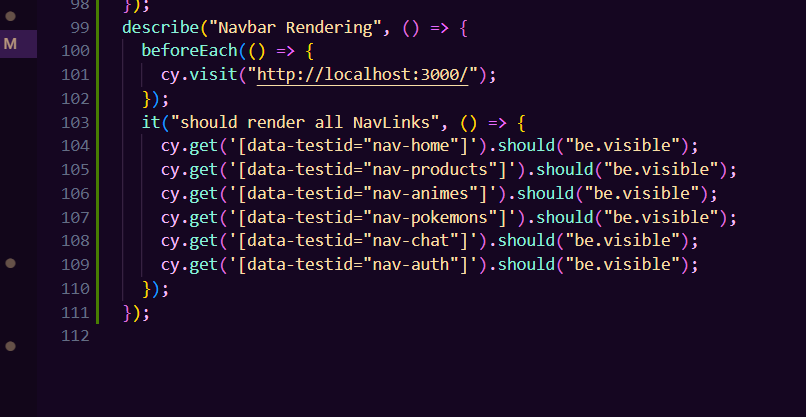 98 });
99 describe("Navbar Rendering", () => {
100 beforeEach(() => {
101 cy.visit("http://localhost:3000/");
102 });
103 it("should render all NavLinks", () => {
104 cy.get('[data-testid="nav-home"]').should("be.visible");
105 cy.get('[data-testid="nav-products"]').should("be.visible");
106 cy.get('[data-testid="nav-animes"]').should("be.visible");
107 cy.get('[data-testid="nav-pokemons"]').should("be.visible");
108 cy.get('[data-testid="nav-chat"]').should("be.visible");
109 cy.get('[data-testid="nav-auth"]').should("be.visible");
110 });
111 });
112
M